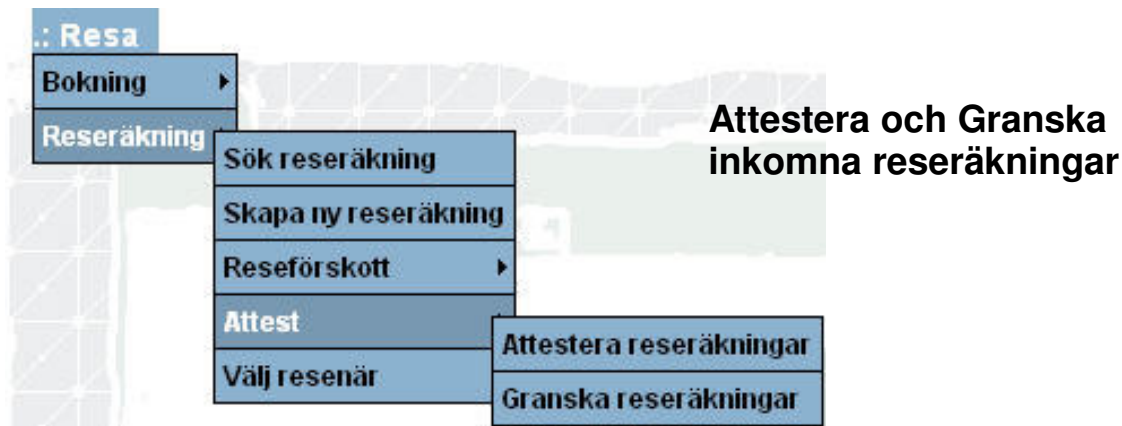 .: Resa
Bokning
Reseräkning
Sök reseräkning
Skapa ny reseräkning
Reseförskott
Attest
Välj resenär
Attestera reseräkningar
Granska reseräkningar
Attestera och Granska
inkomna reseräkningar